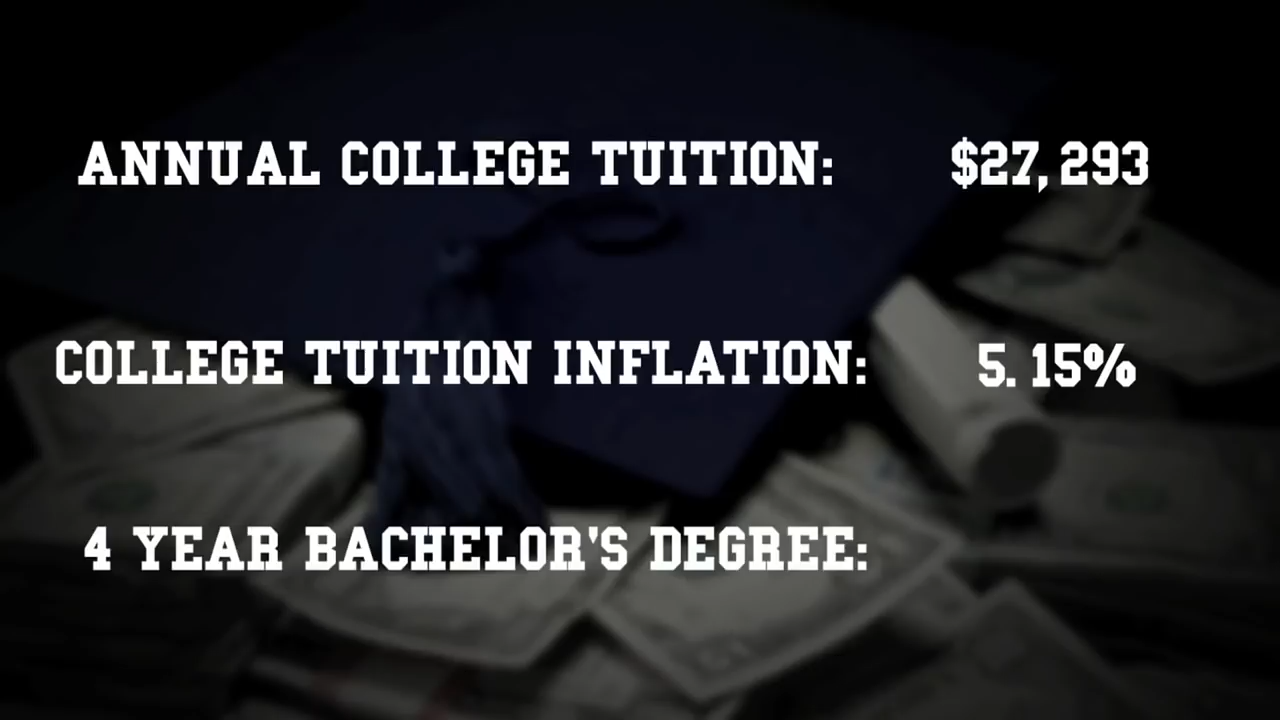 ANNUAL COLLEGE TUITION: $27,293
COLLEGE TUITION INFLATION: 5.15%
4 YEAR BACHELOR'S DEGREE: